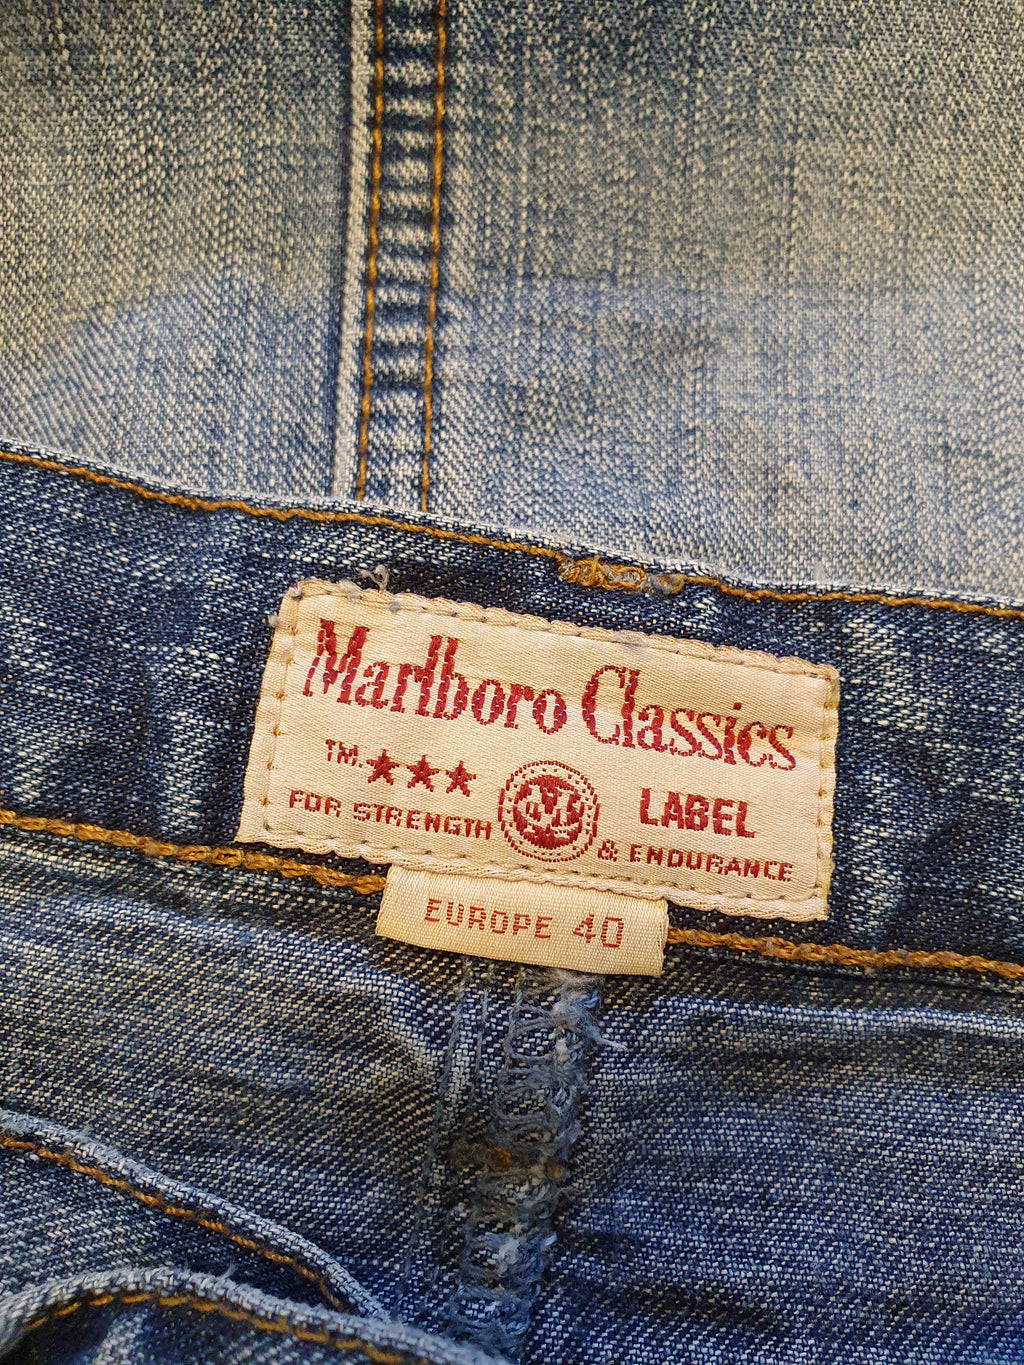 Marlboro Classics
TM. ★★★ LABEL
FOR STRENGTH & ENDURANCE
EUROPE 40